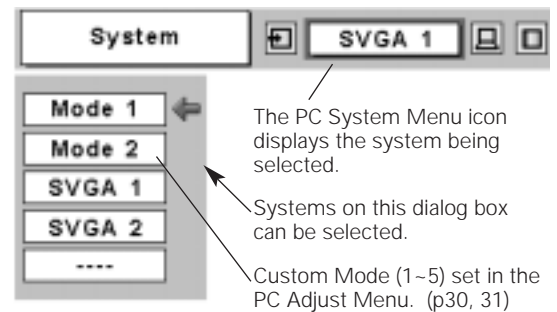 System
SVGA 1
Mode 1
Mode 2
SVGA 1
SVGA 2
----
The PC System Menu icon
displays the system being
selected.
Systems on this dialog box
can be selected.
Custom Mode (1~5) set in the
PC Adjust Menu.  (p30, 31)